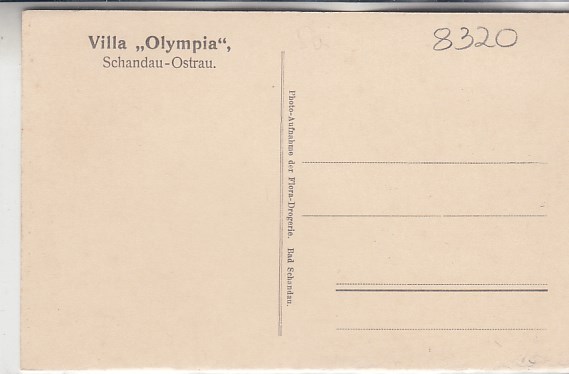 Villa „Olympia“,
Schandau-Ostrau.
8320
Photo-Aufnahme der Flora-Drogerie. Bad Schandau.